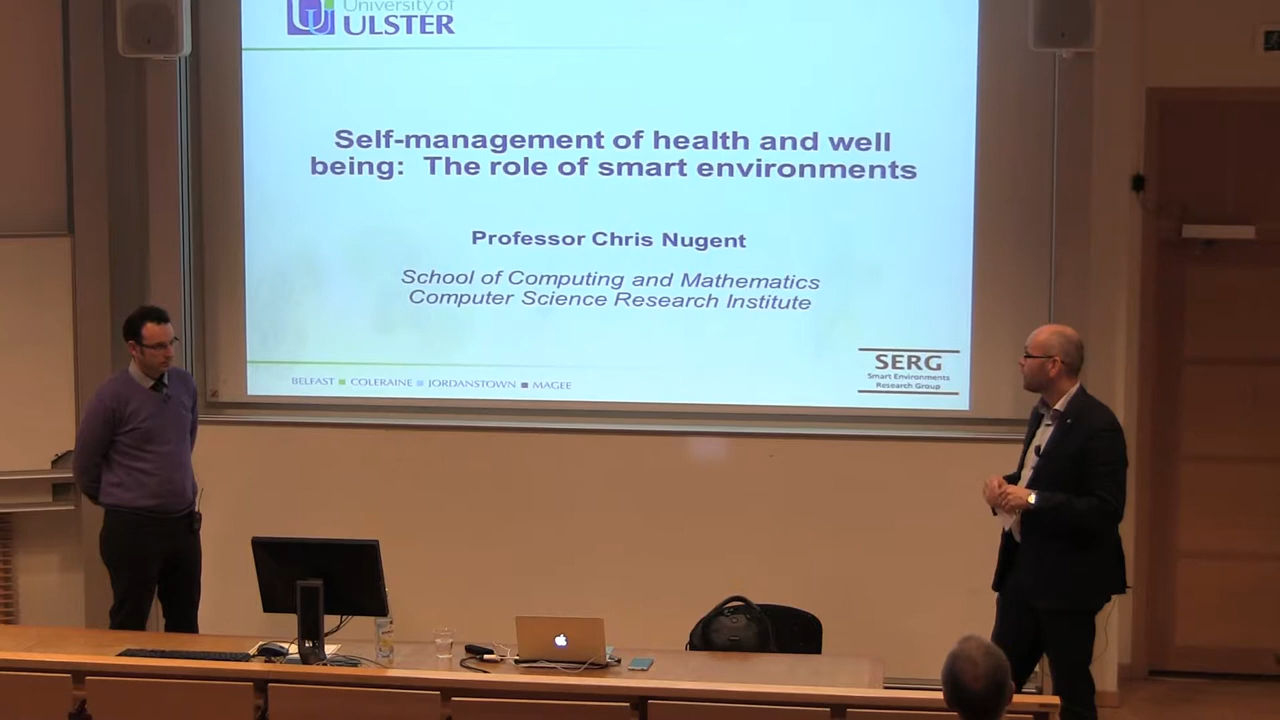 University of
ULSTER
Self-management of health and well
being: The role of smart environments
Professor Chris Nugent
School of Computing and Mathematics
Computer Science Research Institute
BELFAST COLERAINE JORDANSTOWN MAGEE
SERG
Smart Environments
Research Group